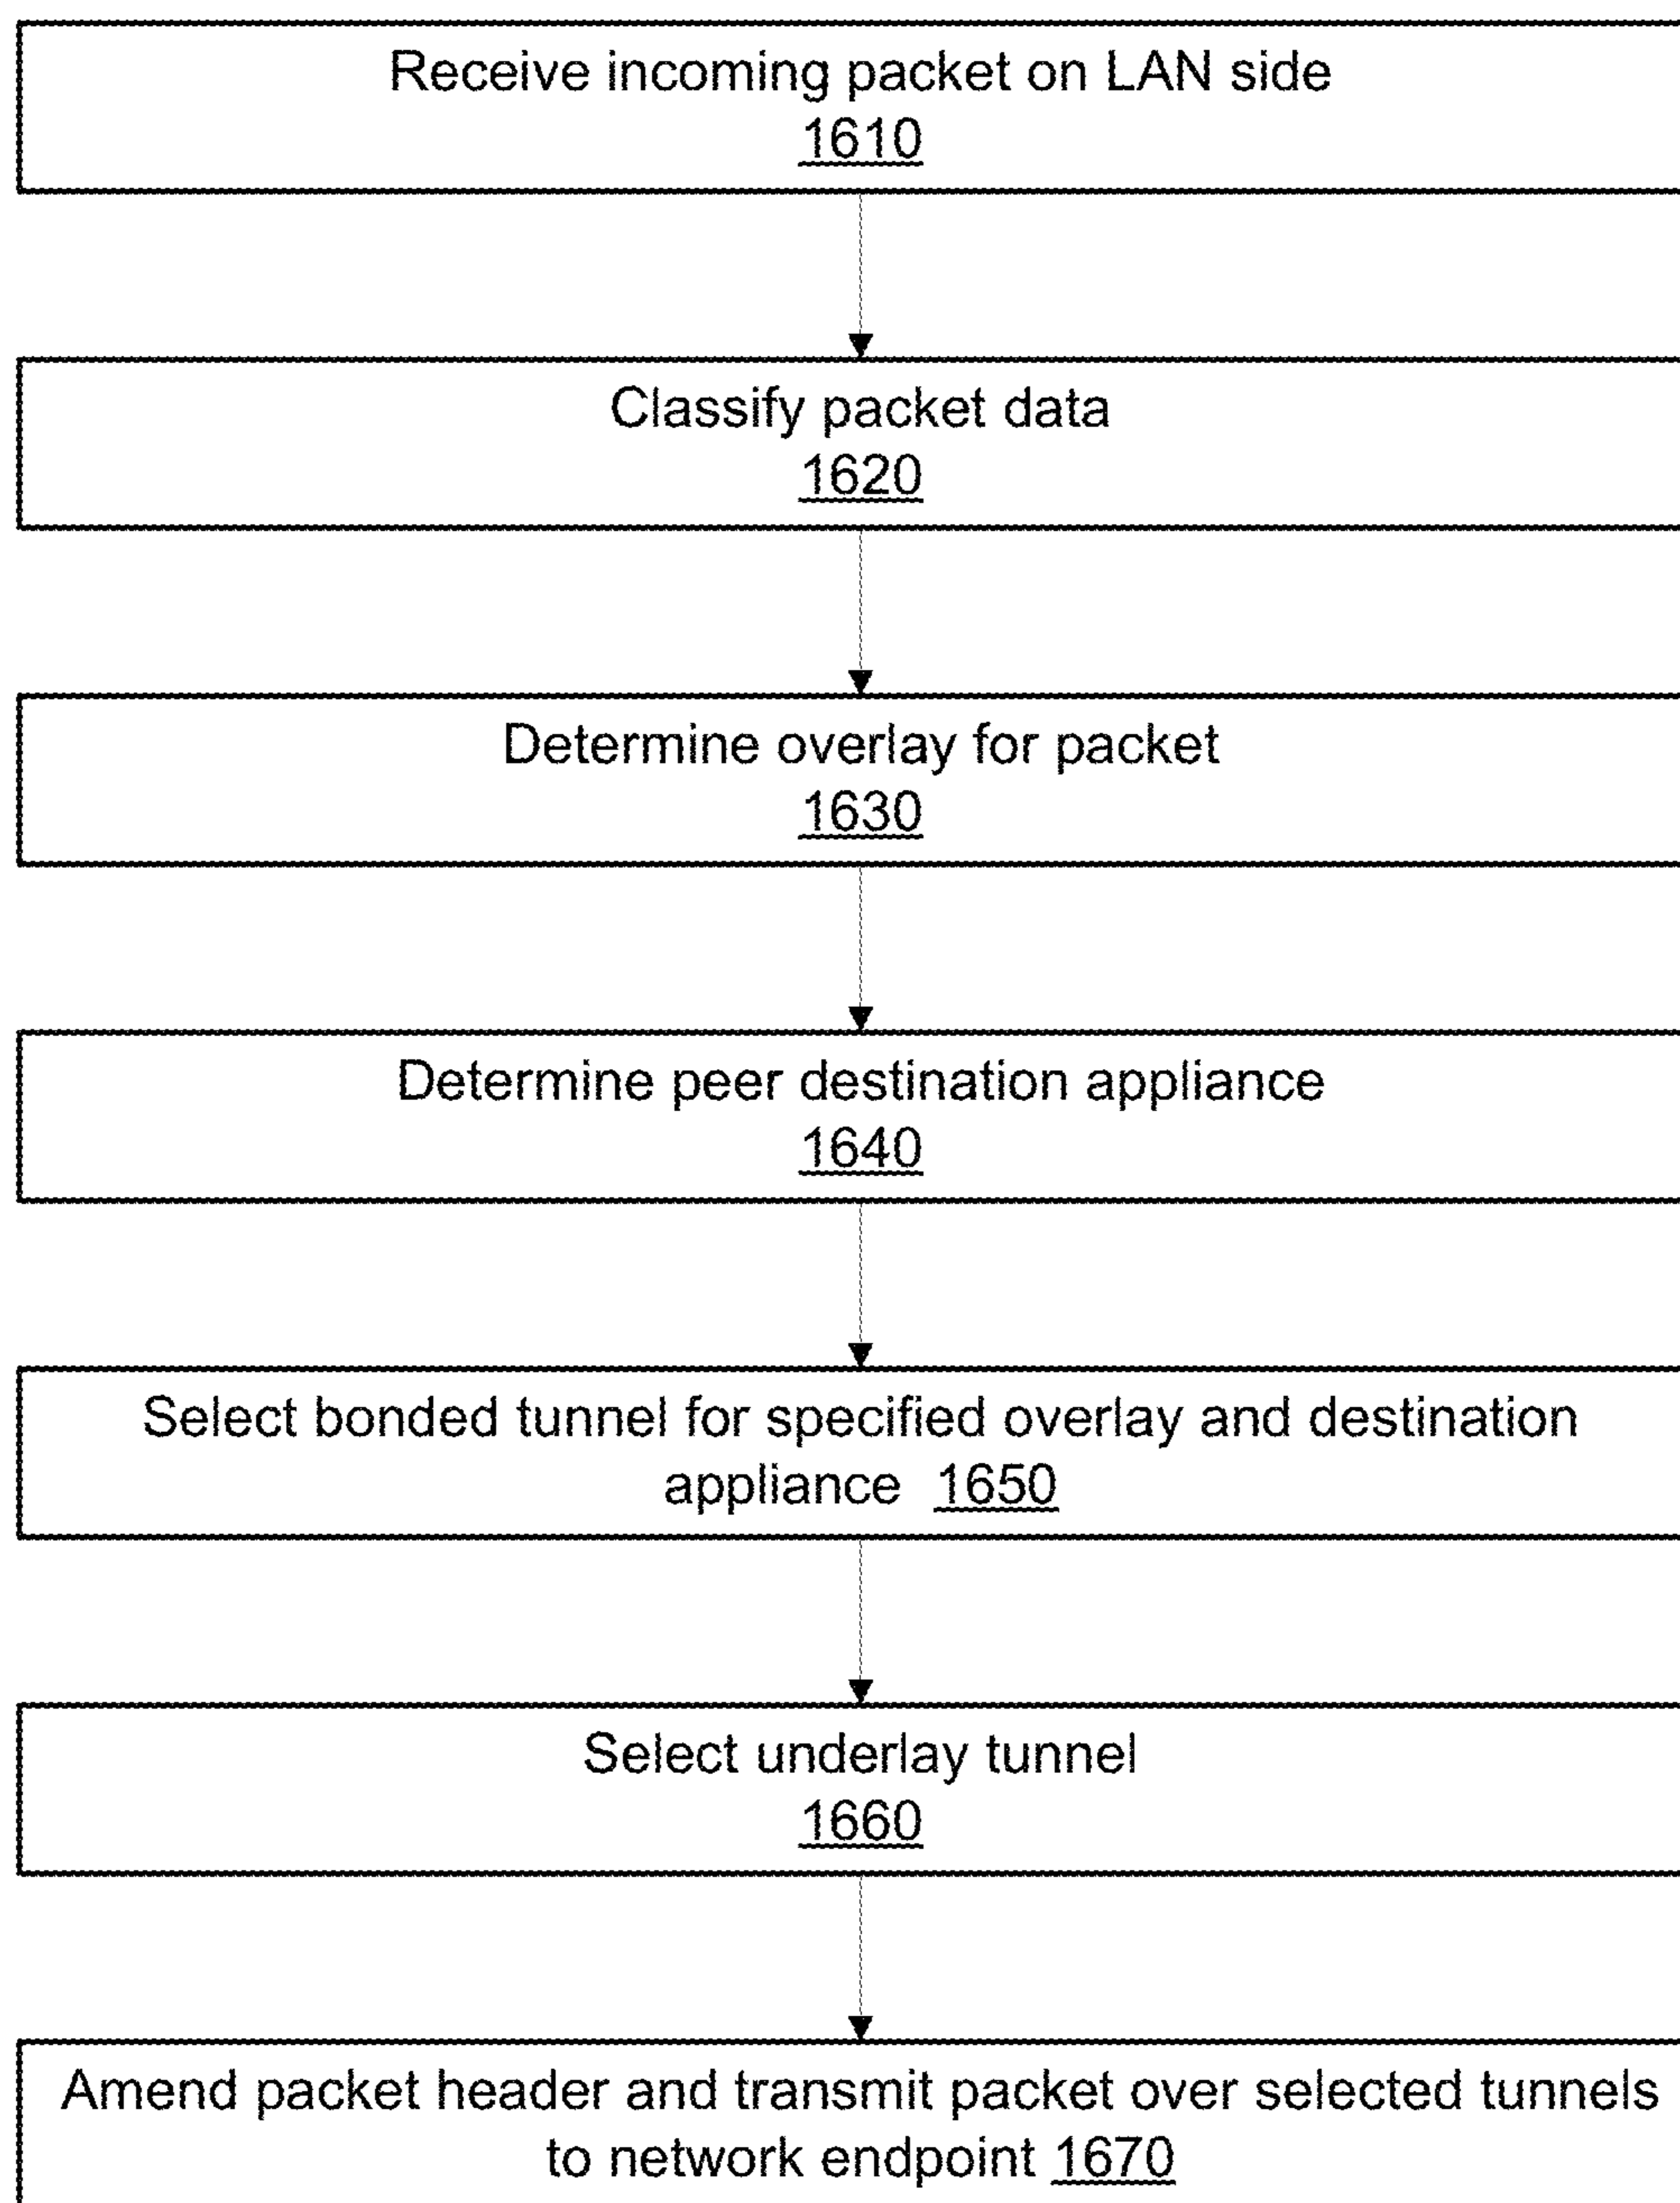 Receive incoming packet on LAN side
1610
Classify packet data
1620
Determine overlay for packet
1630
Determine peer destination appliance
1640
Select bonded tunnel for specified overlay and destination
appliance 1650
Select underlay tunnel
1660
Amend packet header and transmit packet over selected tunnels
to network endpoint 1670